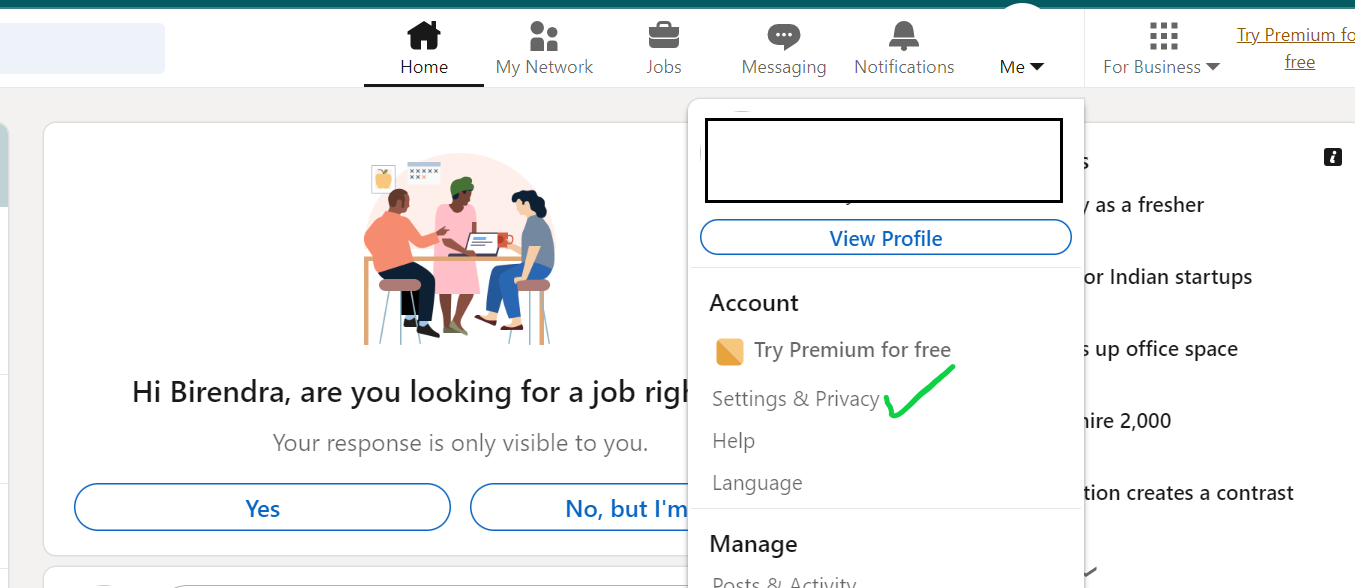 Home
My Network
Jobs
Messaging
Notifications
Me
For Business
Try Premium fo
free
View Profile
Account
Try Premium for free
Settings & Privacy
Help
Language
Manage
Posts & Activity
Hi Birendra, are you looking for a job righ
Your response is only visible to you.
Yes
No, but I'm
s
y as a fresher
or Indian startups
s up office space
hire 2,000
tion creates a contrast